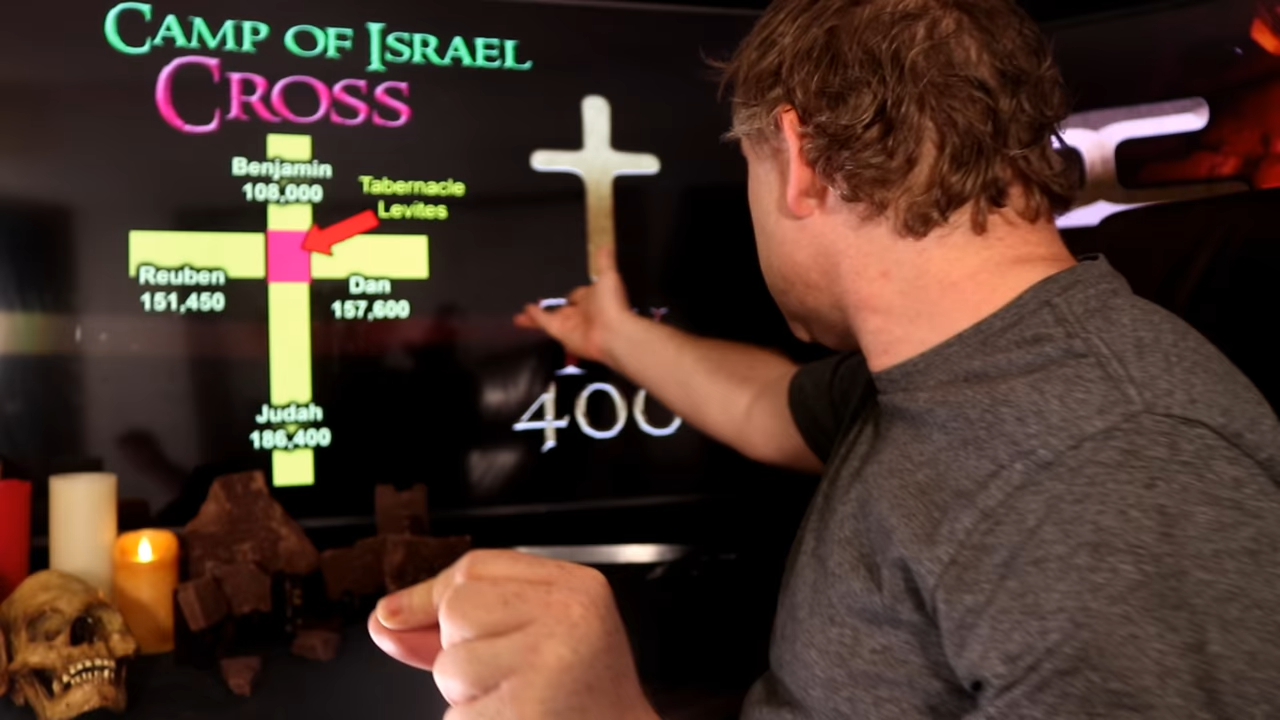 CAMP OF ISRAEL
CROSS
Benjamin
108,000
Tabernacle
Levites
Reuben
151,450
Dan
157,600
Judah
186,400
400